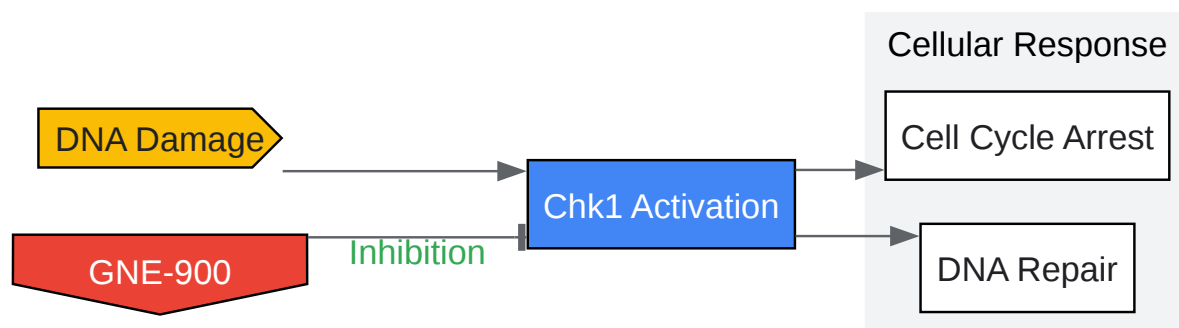 Cellular Response
DNA Damage
Cell Cycle Arrest
Chk1 Activation
Inhibition
GNE-900
DNA Repair